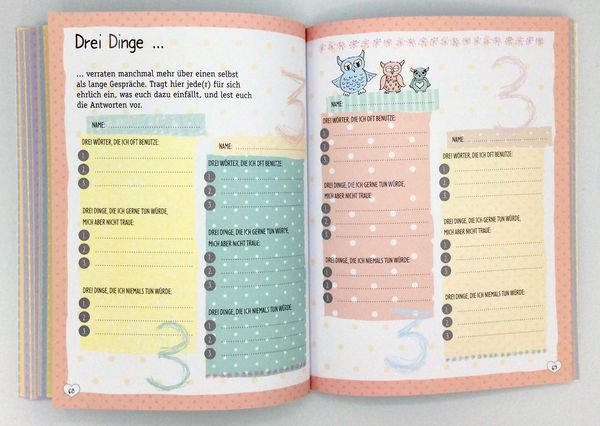 Drei Dinge ...
... verraten manchmal mehr über einen selbst
als lange Gespräche. Tragt hier jede(r) für sich
ehrlich ein, was euch dazu einfällt, und lest euch
die Antworten vor.
NAME:
DREI WÖRTER, DIE ICH OFT BENUTZE:
1
2
3
DREI DINGE, DIE ICH GERNE TUN WÜRDE,
MICH ABER NICHT TRAUE:
1
2
3
DREI DINGE, DIE ICH NIEMALS TUN WÜRDE:
1
2
3
3
3
NAME:
DREI WÖRTER, DIE ICH OFT BENUTZE:
1
2
3
DREI DINGE, DIE ICH GERNE TUN WÜRDE,
MICH ABER NICHT TRAUE:
1
2
3
DREI DINGE, DIE ICH NIEMALS TUN WÜRDE:
1
2
3
NAME:
DREI WÖRTER, DIE ICH OFT BENUTZE:
1
2
3
DREI DINGE, DIE ICH GERNE TUN WÜRDE,
MICH ABER NICHT TRAUE:
1
2
3
DREI DINGE, DIE ICH NIEMALS TUN WÜRDE:
1
2
3
3
3
NAME:
DREI WÖRTER, DIE ICH OFT BENUTZE:
1
2
3
DREI DINGE, DIE ICH GERNE TUN WÜRDE,
MICH ABER NICHT TRAUE:
1
2
3
DREI DINGE, DIE ICH NIEMALS TUN WÜRDE:
1
2
3